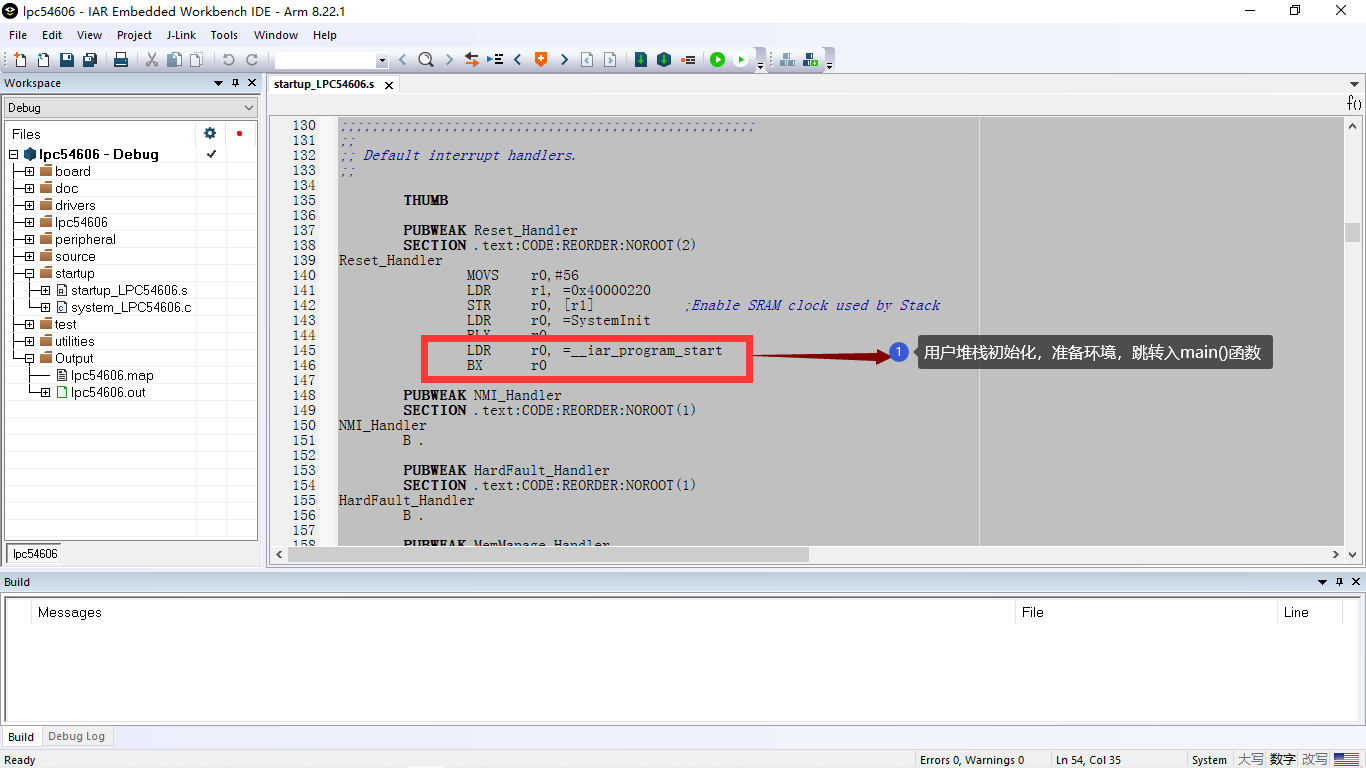 lpc54606 - IAR Embedded Workbench IDE - Arm 8.22.1
File Edit View Project J-Link Tools Window Help
Workspace
startup_LPC54606.s
Debug
f()
Files
lpc54606 - Debug
board
doc
drivers
lpc54606
peripheral
source
startup
startup_LPC54606.s
system_LPC54606.c
test
utilities
Output
lpc54606.map
lpc54606.out
lpc54606
130 ;;;;;;;;;;;;;;;;;;;;;;;;;;;;;;;;;;;;;;;;;;;;;;;;;;;;
131 ;;
132 ;; Default interrupt handlers.
133 ;;
134
135 THUMB
136
137 PUBWEAK Reset_Handler
138 SECTION .text:CODE:REORDER:NOROOT(2)
139 Reset_Handler
140 MOVS r0,#56
141 LDR r1, =0x40000220
142 STR r0, [r1] ;Enable SRAM clock used by Stack
143 LDR r0, =SystemInit
144 BLX r0
145 LDR r0, =__iar_program_start
146 BX r0
147
148 PUBWEAK NMI_Handler
149 SECTION .text:CODE:REORDER:NOROOT(1)
150 NMI_Handler
151 B .
152
153 PUBWEAK HardFault_Handler
154 SECTION .text:CODE:REORDER:NOROOT(1)
155 HardFault_Handler
156 B .
157
158 PUBWEAK MemManage_Handler
1 用户堆栈初始化，准备环境，跳转入main()函数
Build
Messages File Line
Build Debug Log
Ready Errors 0, Warnings 0 Ln 54, Col 35 System 大写 数字 改写